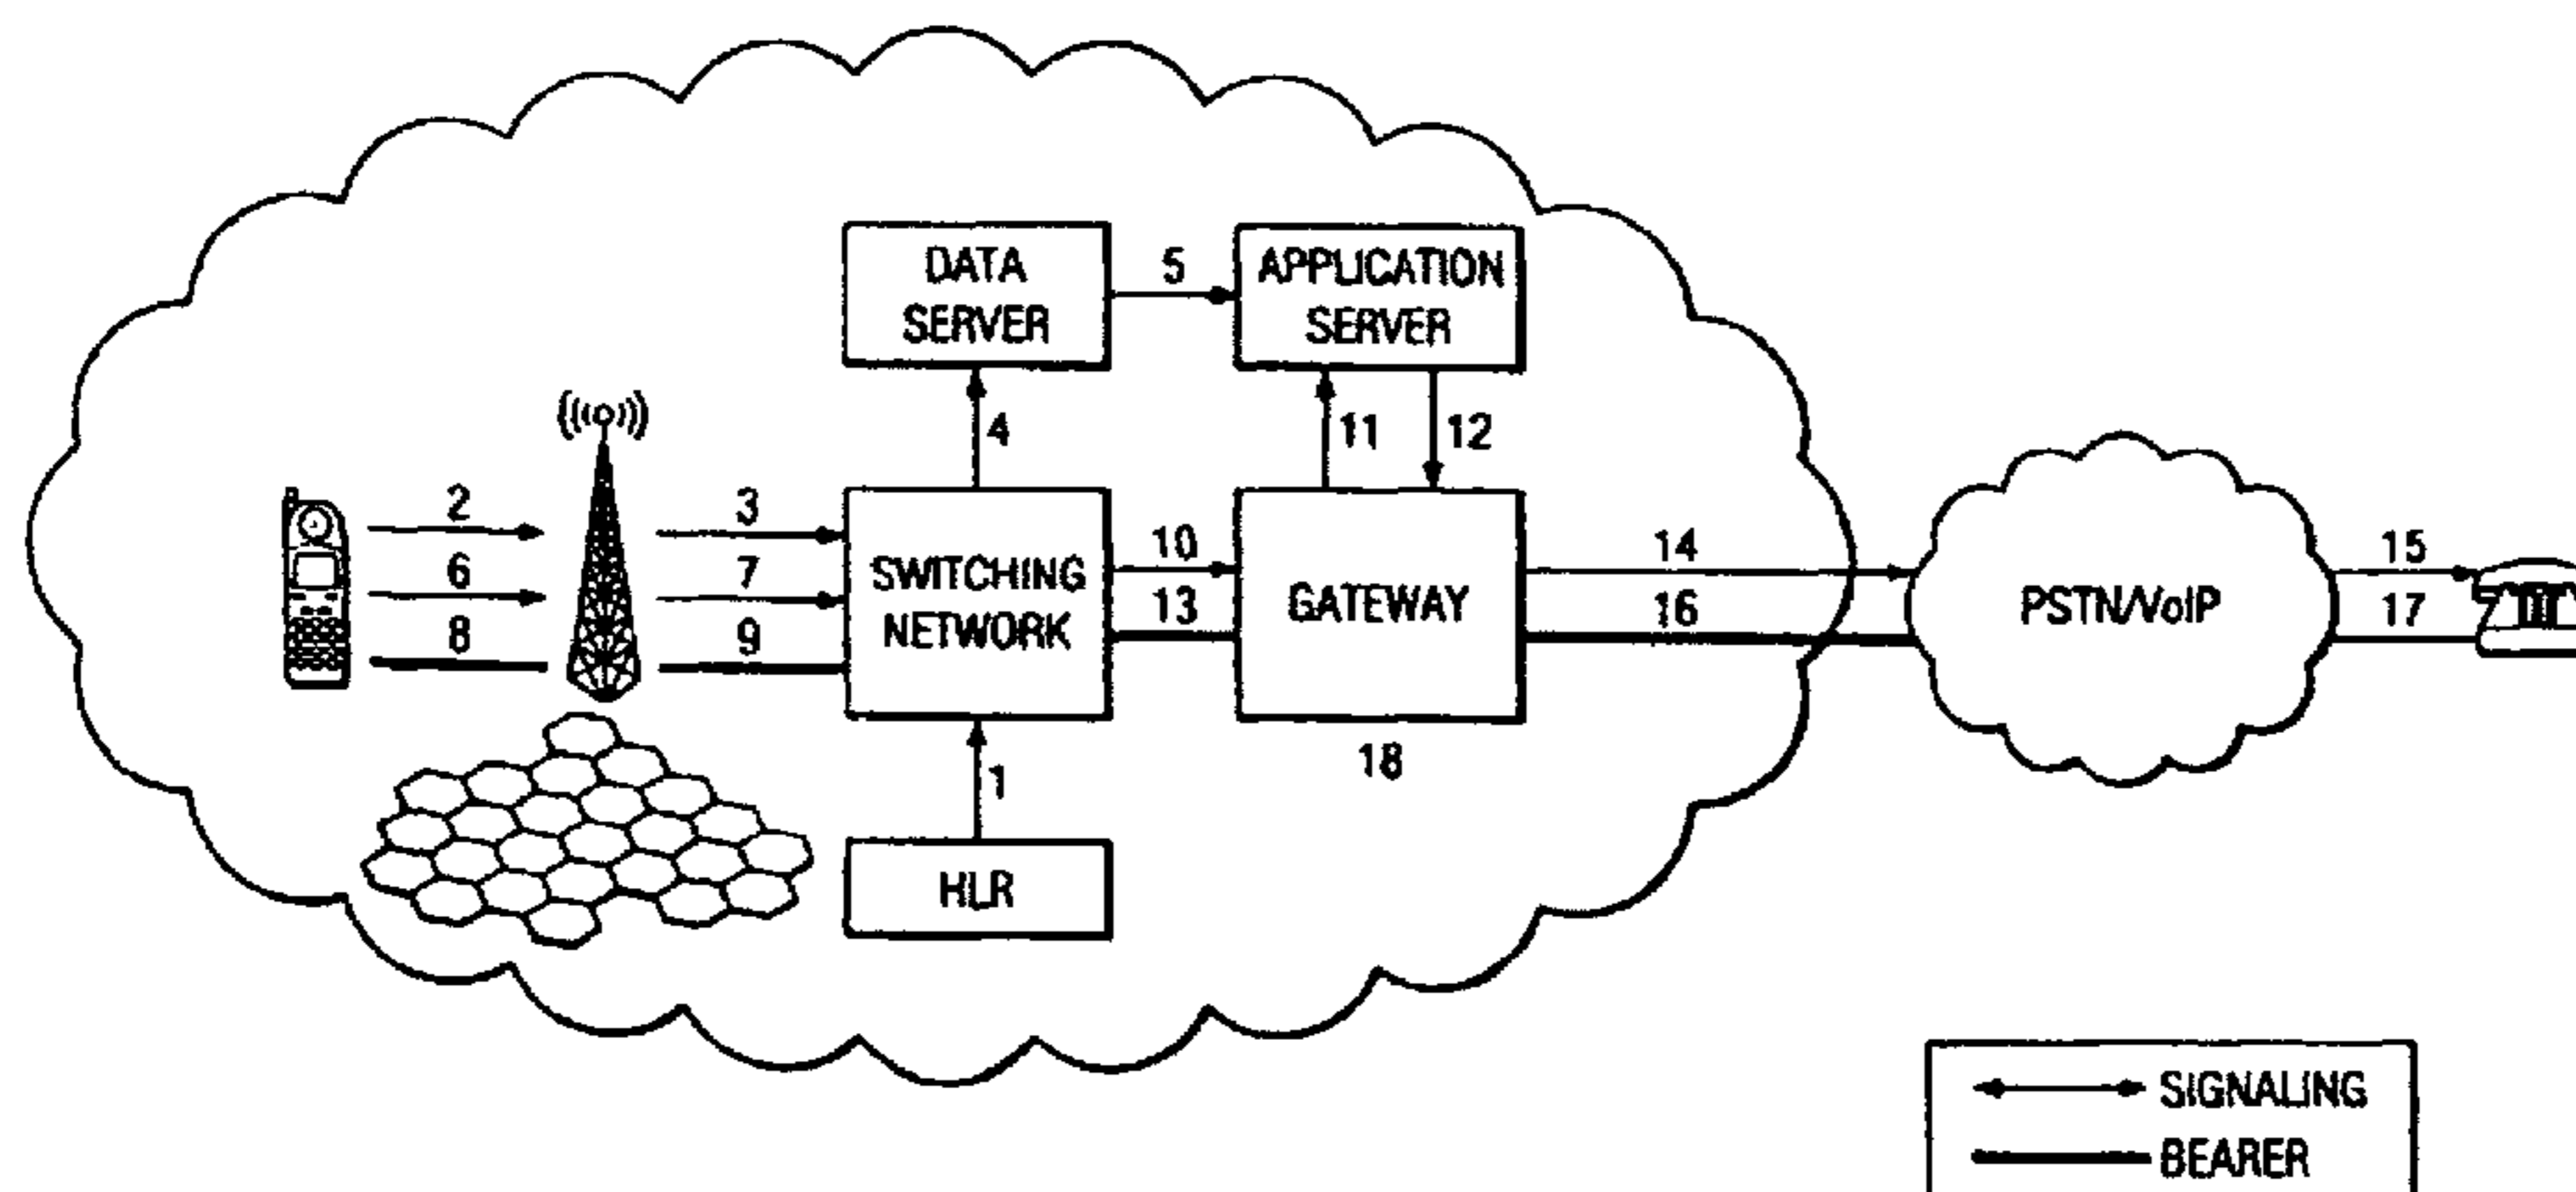 DATA
SERVER
5
APPLICATION
SERVER
4
11
12
2
3
6
7
8
9
SWITCHING
NETWORK
10
13
GATEWAY
14
16
PSTN/VoIP
15
17
18
1
HLR
SIGNALING
BEARER